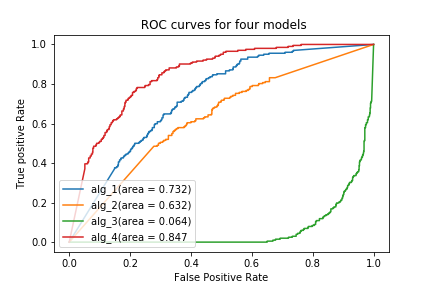 ROC curves for four models
True positive Rate
1.0
0.8
0.6
0.4
0.2
0.0
alg_1(area = 0.732)
alg_2(area = 0.632)
alg_3(area = 0.064)
alg_4(area = 0.847
0.0 0.2 0.4 0.6 0.8 1.0
False Positive Rate